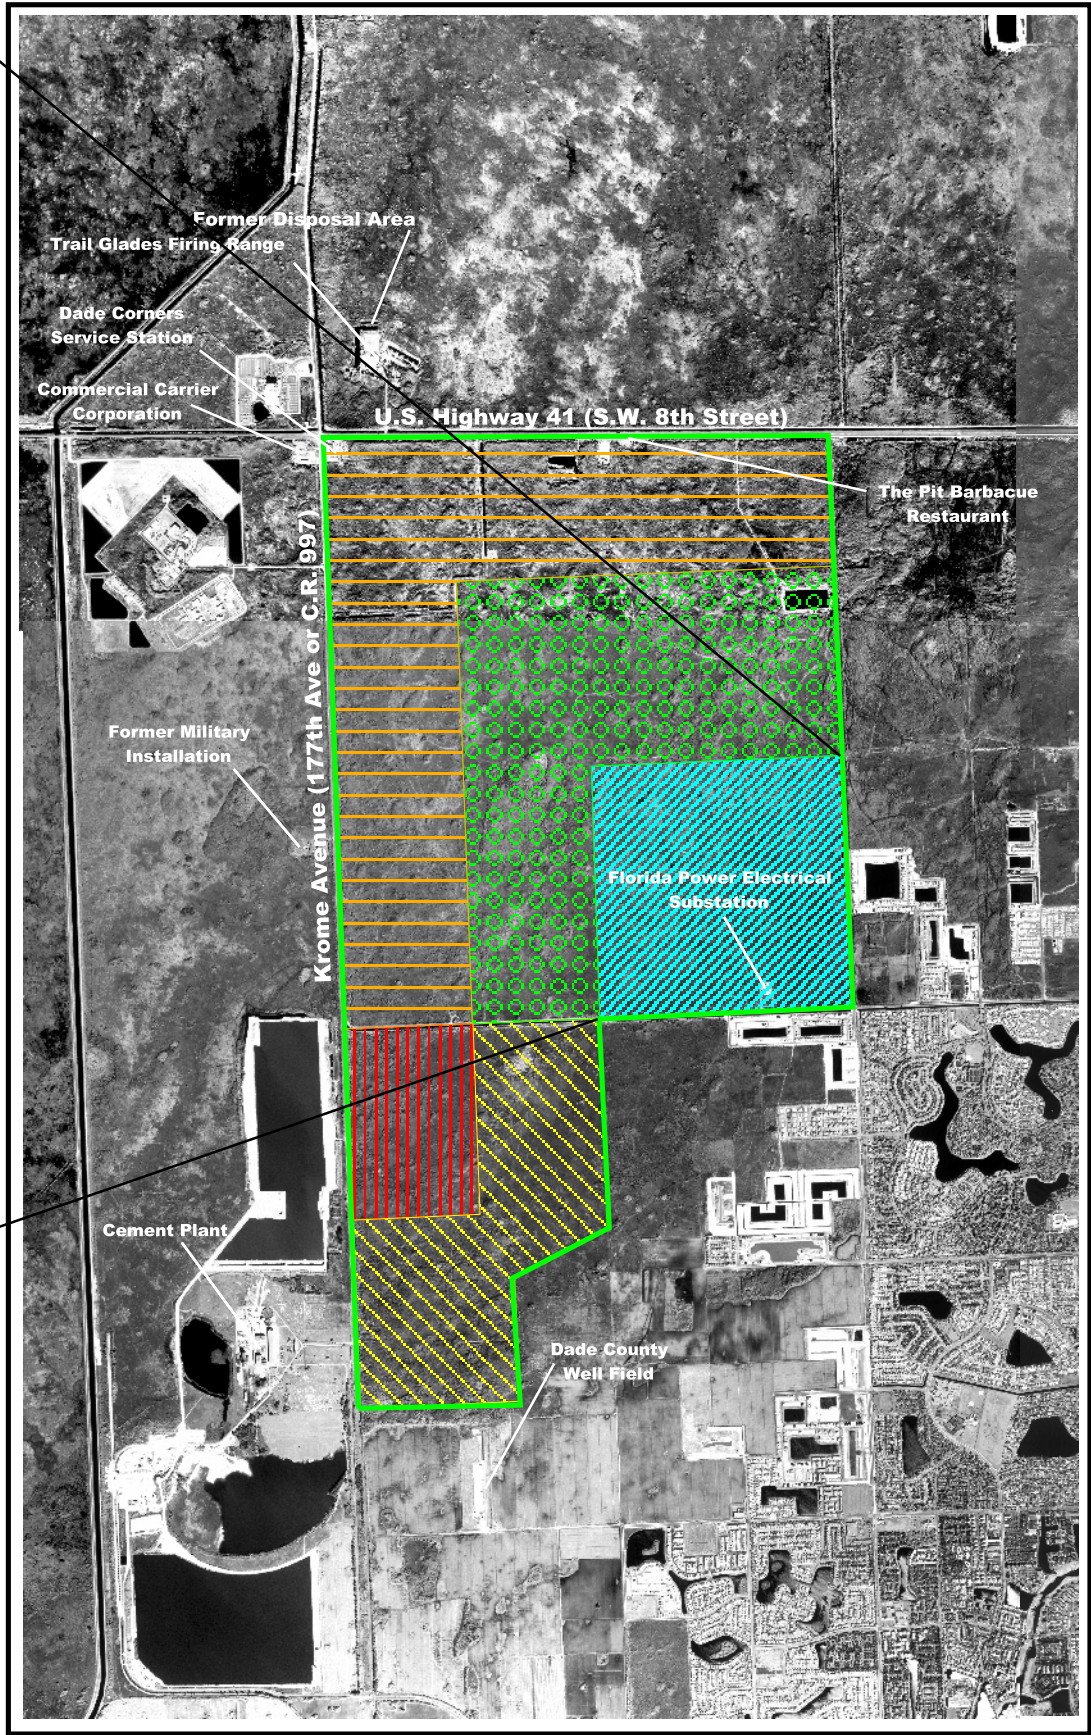 Former Disposal Area
Trail Glades Firing Range
Dade Corners
Service Station
Commercial Carrier
Corporation
U.S. Highway 41 (S.W. 8th Street)
The Pit Barbacue
Restaurant
Krome Avenue (177th Ave or C.R. 997)
Former Military
Installation
Florida Power Electrical
Substation
Cement Plant
Dade County
Well Field